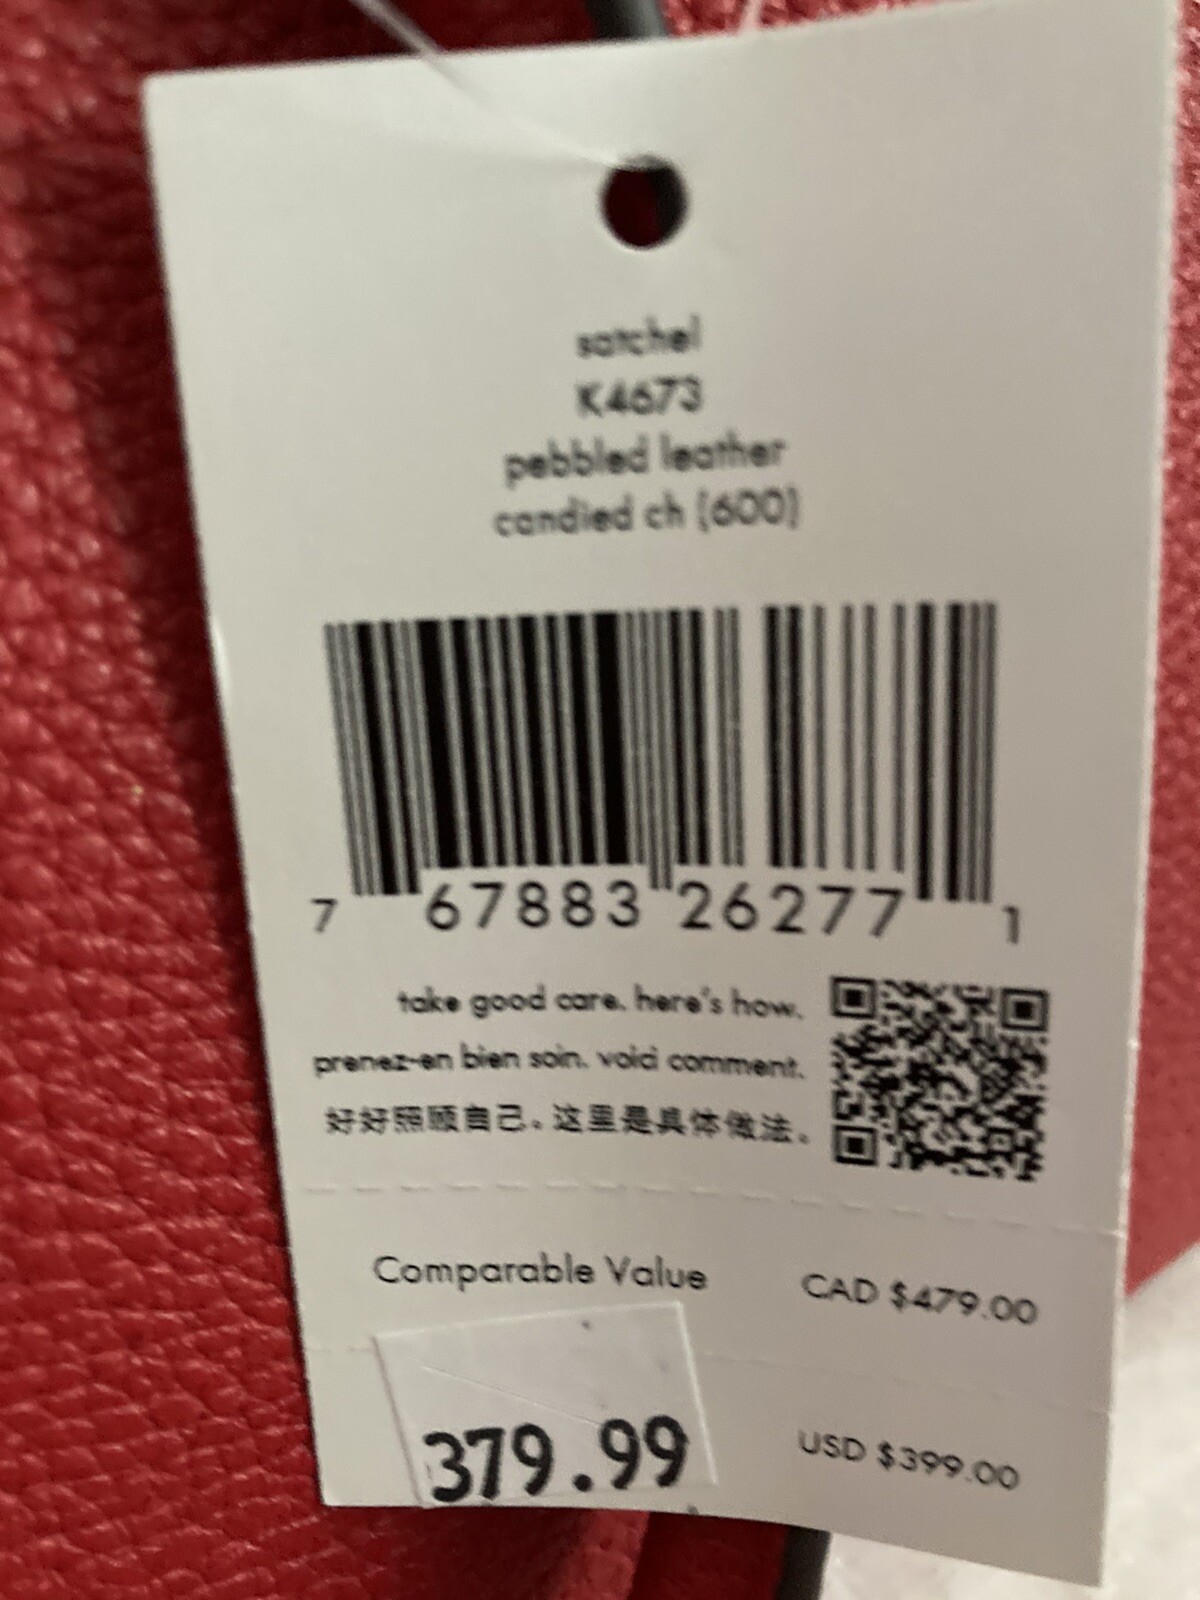 satchel
K4673
pebbled leather
candied ch (600)
7 67883 26277 1
take good care. here's how.
prenez-en bien soin. voici comment.
好好照顾自己。这里是具体做法。
Comparable Value CAD $479.00
379.99 USD $399.00